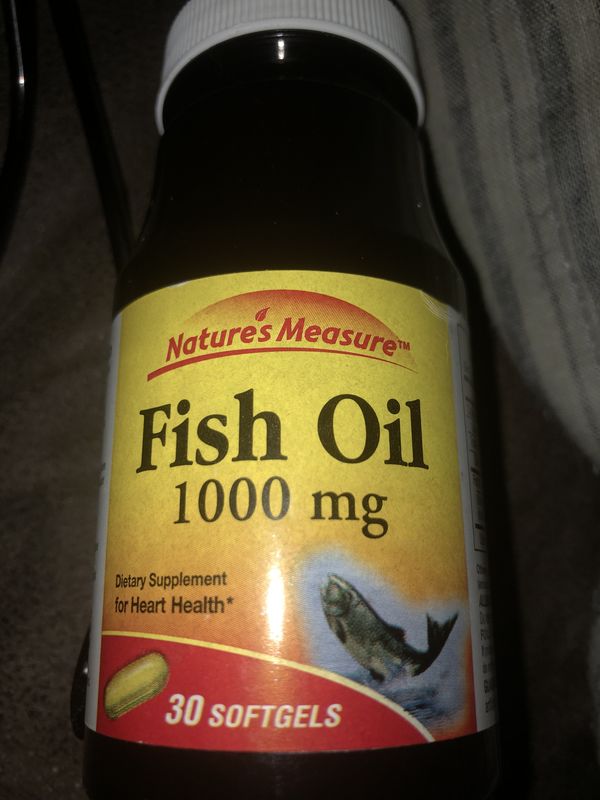 Nature's Measure™
Fish Oil
1000 mg
Dietary Supplement
for Heart Health*
30 SOFTGELS